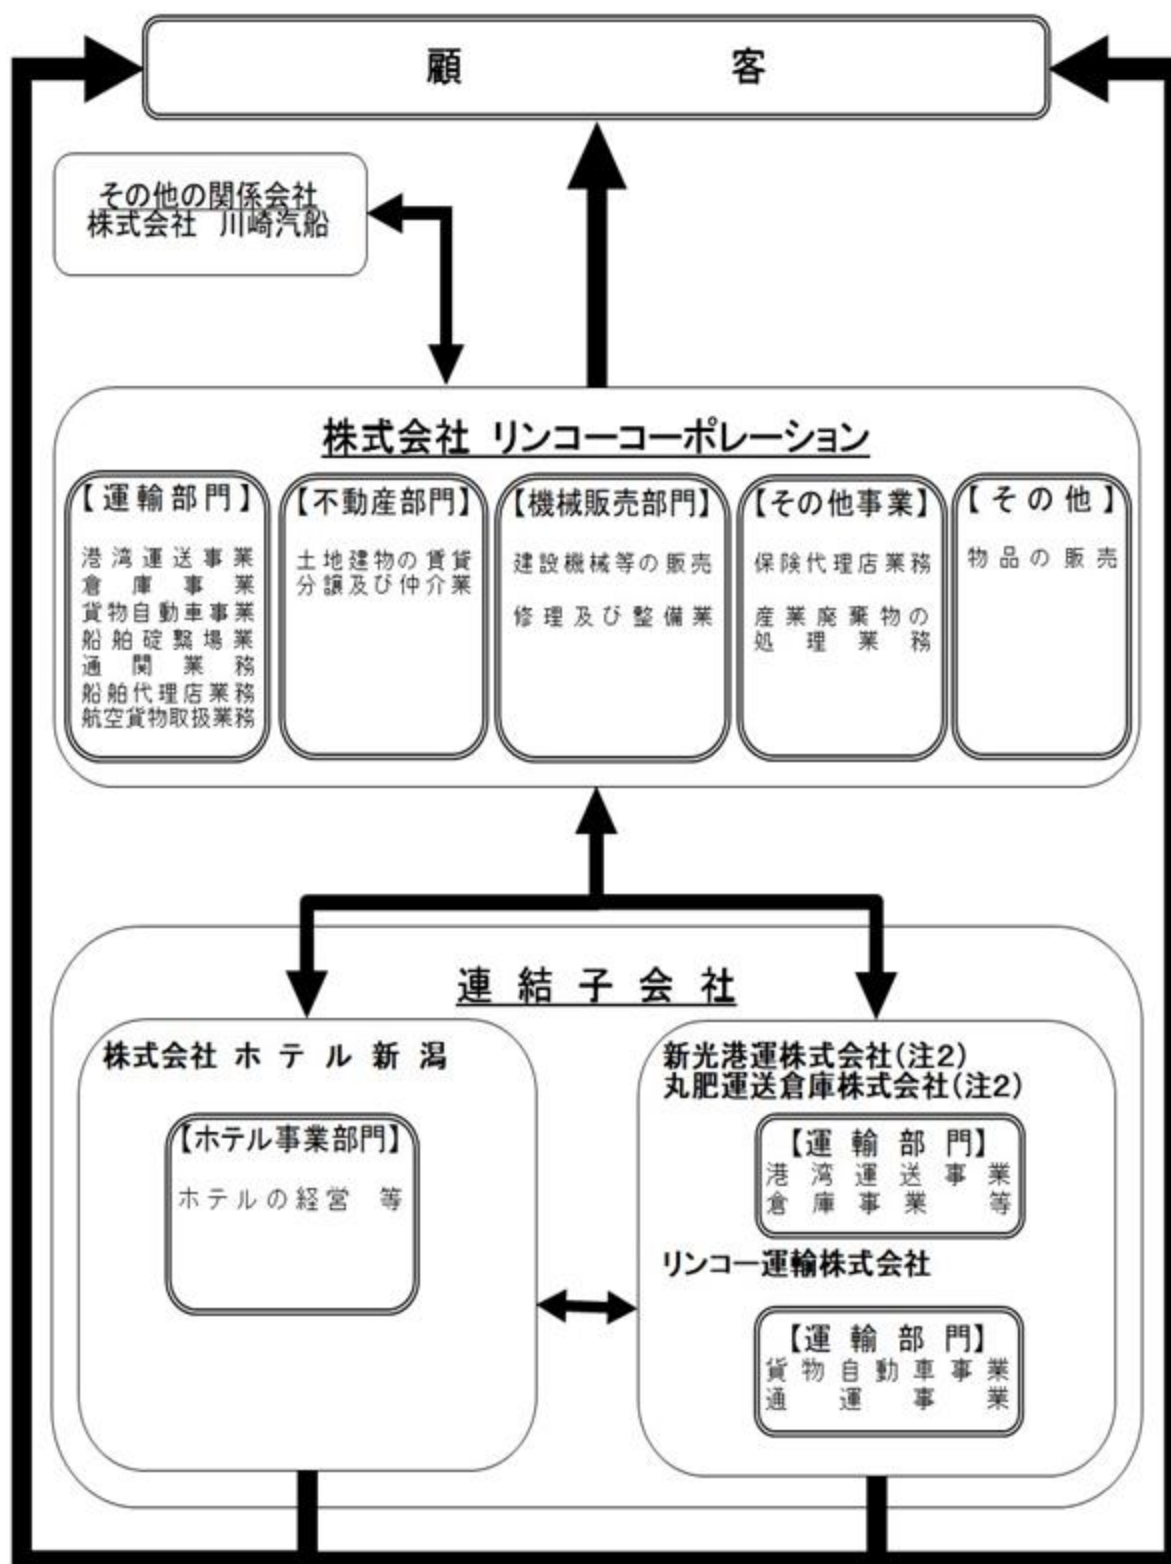 顧客
その他の関係会社
株式会社 川崎汽船
株式会社 リンコーコーポレーション
【運輸部門】
港湾運送事業
倉庫事業
貨物自動車事業
船舶碇繋場業
通関業務
船舶代理店業務
航空貨物取扱業務
【不動産部門】
土地建物の賃貸
分譲及び仲介業
【機械販売部門】
建設機械等の販売
修理及び整備業
【その他事業】
保険代理店業務
産業廃棄物の
処理業務
【その他】
物品の販売
連結子会社
株式会社 ホテル新潟
【ホテル事業部門】
ホテルの経営 等
新光港運株式会社(注2)
丸肥運送倉庫株式会社(注2)
【運輸部門】
港湾運送事業
倉庫事業 等
リンコー運輸株式会社
【運輸部門】
貨物自動車事業
通運事業